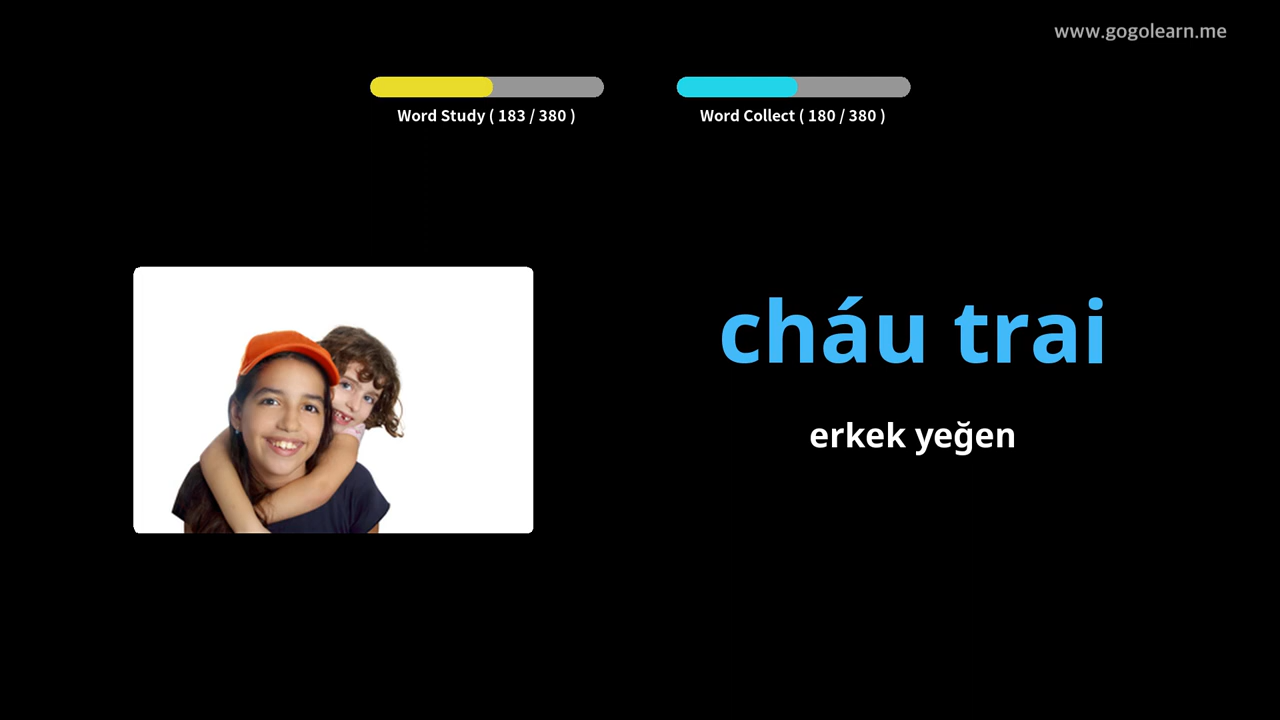 www.gogolearn.me
Word Study ( 183 / 380 )
Word Collect ( 180 / 380 )
cháu trai
erkek yeğen